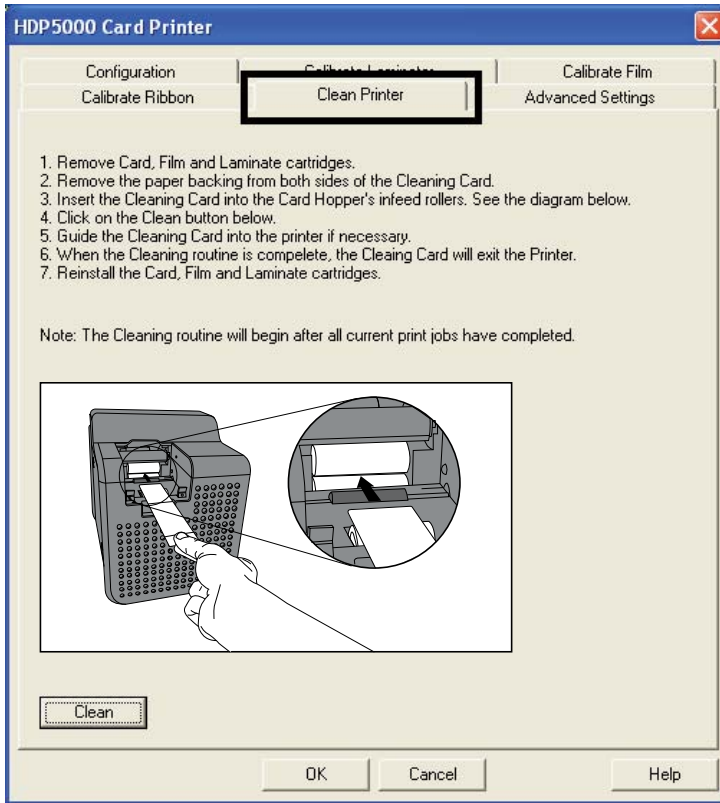 HDP5000 Card Printer
Configuration
Calibrate Laminator
Calibrate Film
Calibrate Ribbon
Clean Printer
Advanced Settings
1. Remove Card, Film and Laminate cartridges.
2. Remove the paper backing from both sides of the Cleaning Card.
3. Insert the Cleaning Card into the Card Hopper's infeed rollers. See the diagram below.
4. Click on the Clean button below.
5. Guide the Cleaning Card into the printer if necessary.
6. When the Cleaning routine is compelete, the Cleaing Card will exit the Printer.
7. Reinstall the Card, Film and Laminate cartridges.
Note: The Cleaning routine will begin after all current print jobs have completed.
Clean
OK
Cancel
Help